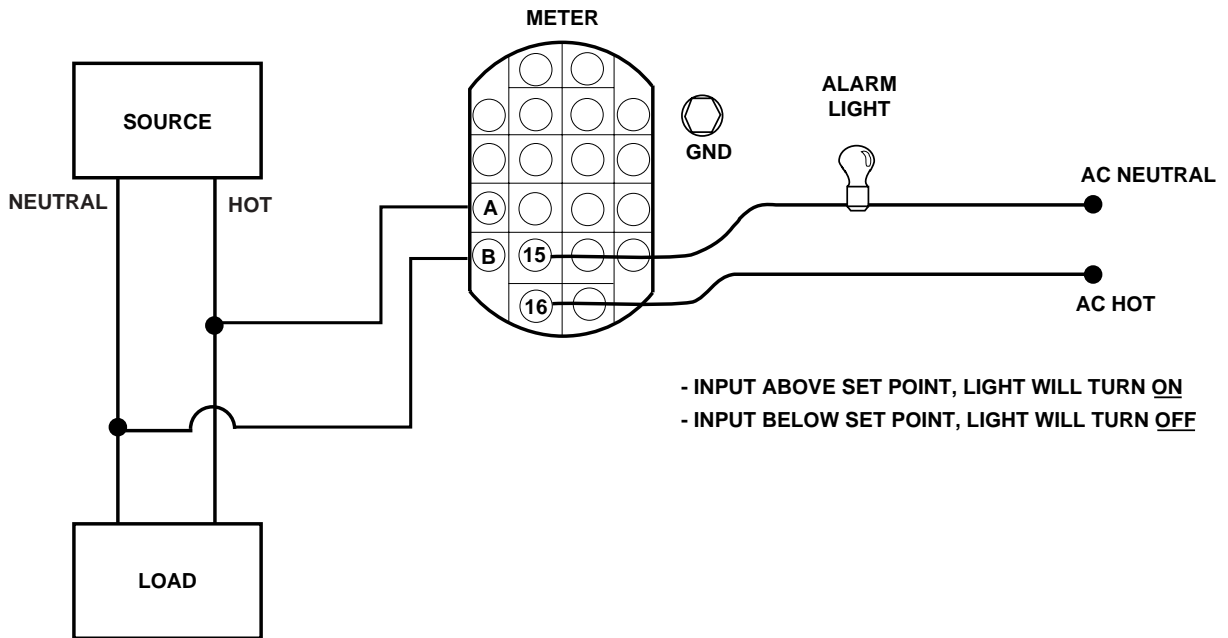 METER
SOURCE
ALARM
LIGHT
GND
NEUTRAL
HOT
AC NEUTRAL
A
B
15
16
AC HOT
- INPUT ABOVE SET POINT, LIGHT WILL TURN ON
- INPUT BELOW SET POINT, LIGHT WILL TURN OFF
LOAD